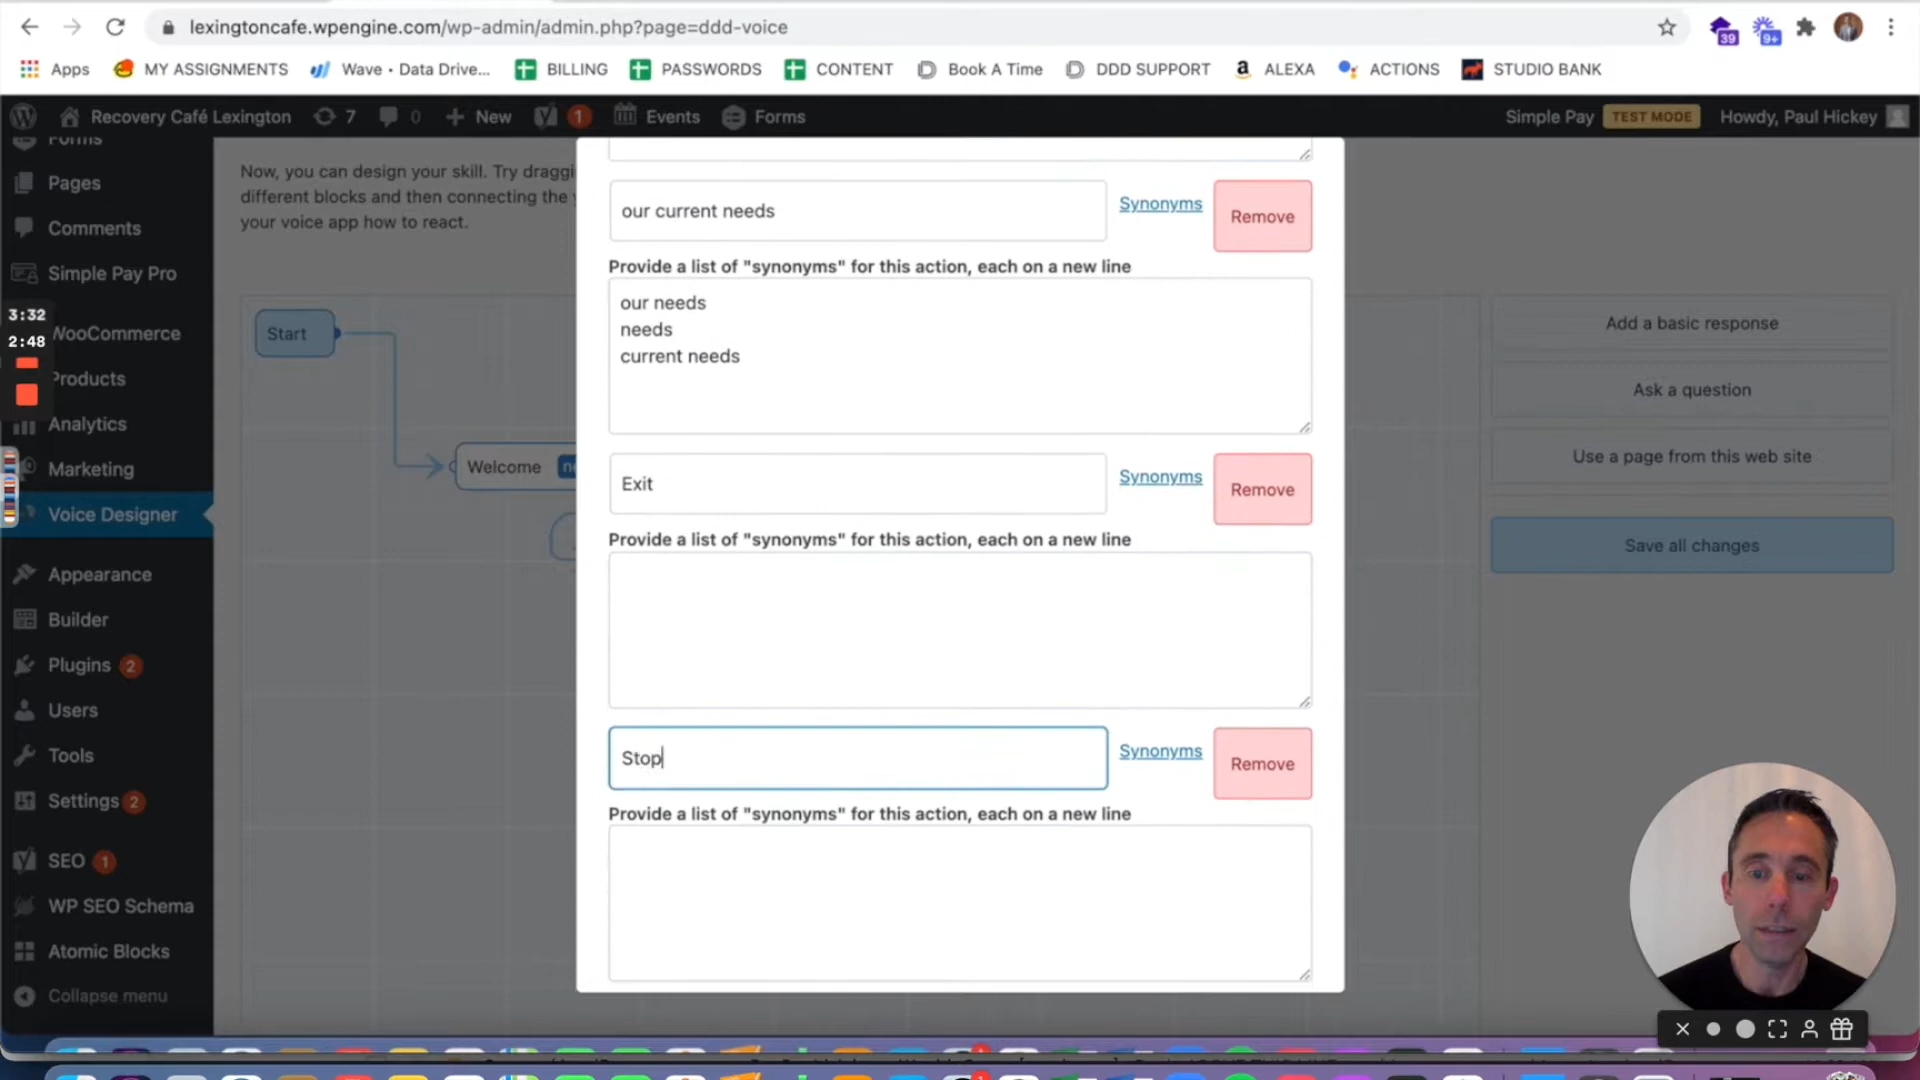 lexingtoncafe.wpengine.com/wp-admin/admin.php?page=ddd-voice
39
9+
Apps
MY ASSIGNMENTS
Wave • Data Drive...
BILLING
PASSWORDS
CONTENT
Book A Time
DDD SUPPORT
ALEXA
ACTIONS
STUDIO BANK
Recovery Café Lexington
7
0
New
1
Events
Forms
Simple Pay
TEST MODE
Howdy, Paul Hickey
Forms
Pages
Comments
Simple Pay Pro
3:32
2:48
WooCommerce
Products
Analytics
Marketing
Voice Designer
Appearance
Builder
Plugins 2
Users
Tools
Settings 2
SEO 1
WP SEO Schema
Atomic Blocks
Collapse menu
Now, you can design your skill. Try draggi
different blocks and then connecting the
your voice app how to react.
Start
Welcome
ne
our current needs
Synonyms
Remove
Provide a list of "synonyms" for this action, each on a new line
our needs
needs
current needs
Exit
Synonyms
Remove
Provide a list of "synonyms" for this action, each on a new line
Stop
Synonyms
Remove
Provide a list of "synonyms" for this action, each on a new line
Add a basic response
Ask a question
Use a page from this web site
Save all changes